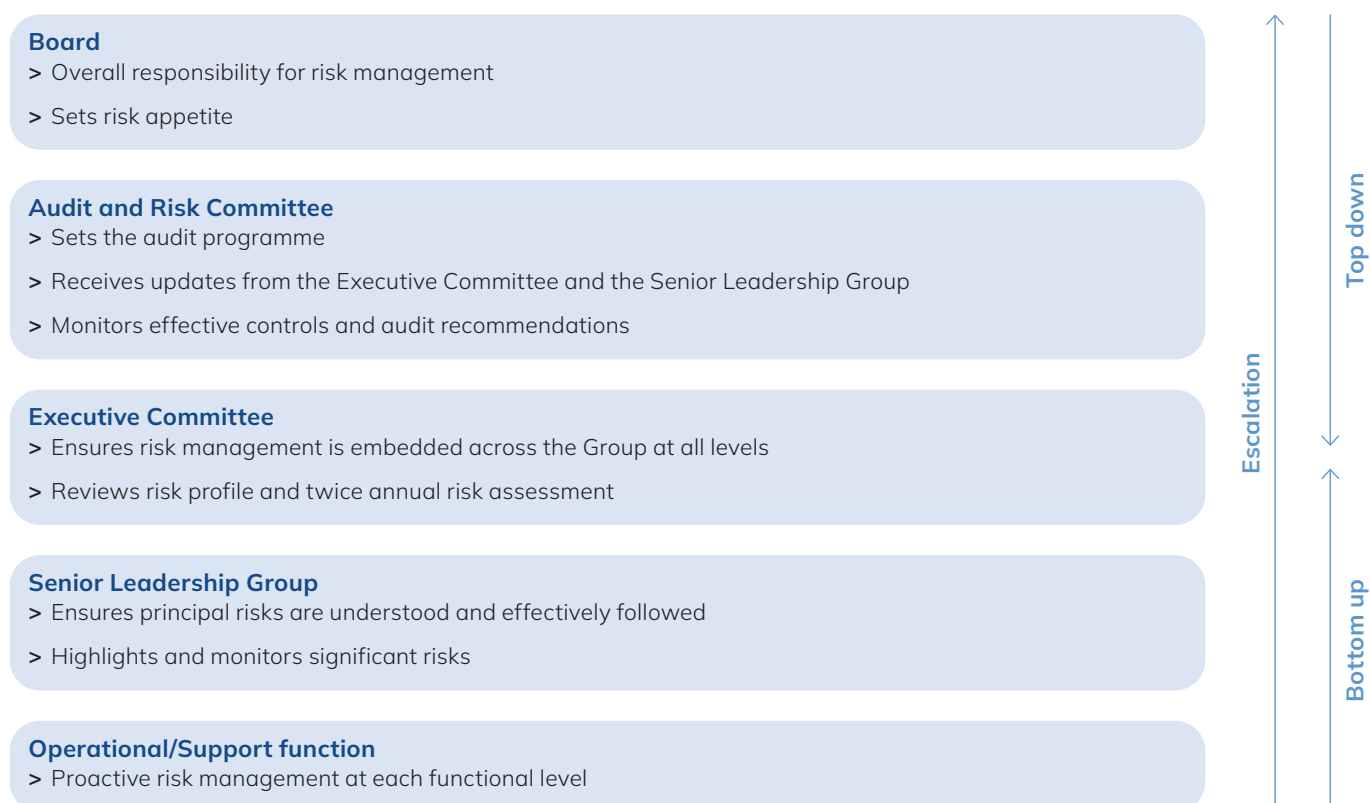 Board
> Overall responsibility for risk management
> Sets risk appetite
Audit and Risk Committee
> Sets the audit programme
> Receives updates from the Executive Committee and the Senior Leadership Group
> Monitors effective controls and audit recommendations
Executive Committee
> Ensures risk management is embedded across the Group at all levels
> Reviews risk profile and twice annual risk assessment
Senior Leadership Group
> Ensures principal risks are understood and effectively followed
> Highlights and monitors significant risks
Operational/Support function
> Proactive risk management at each functional level
Escalation
Top down
Bottom up